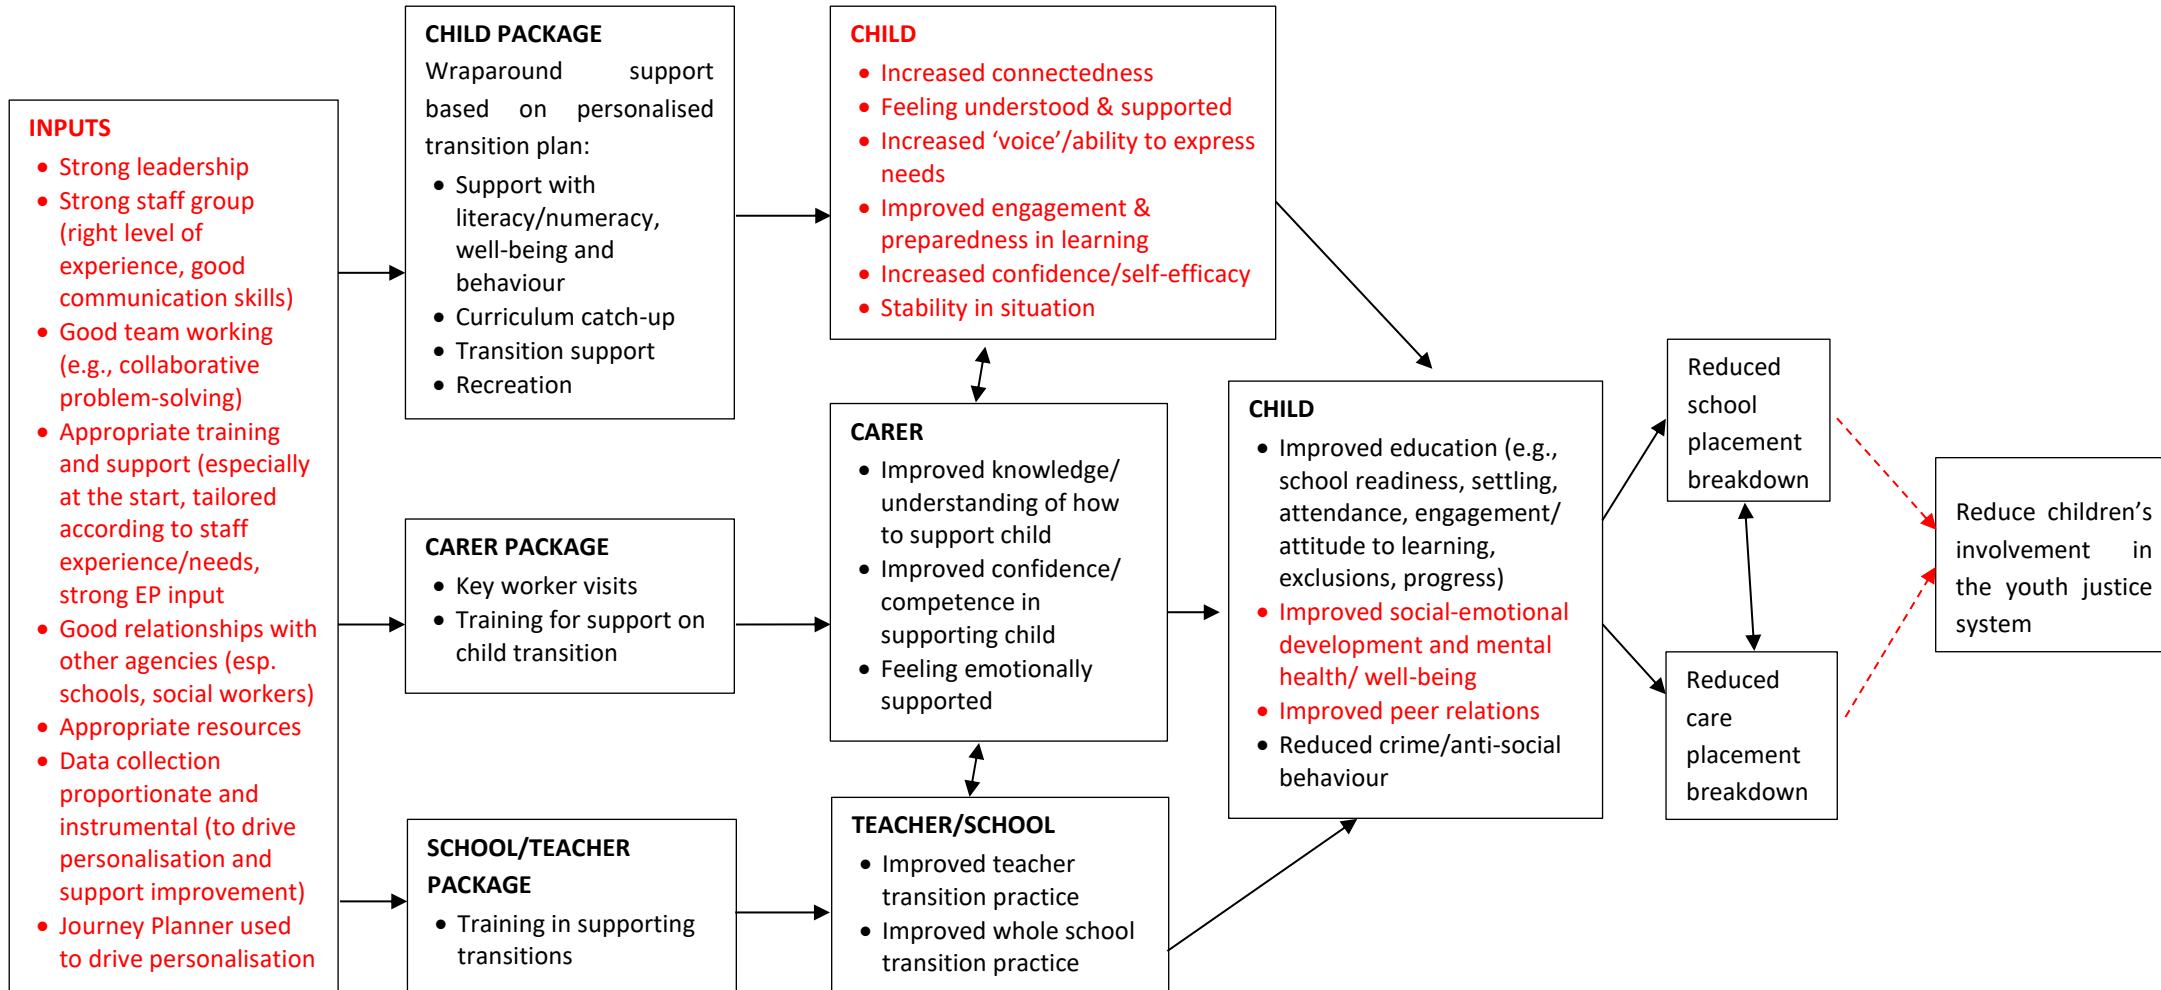 INPUTS
• Strong leadership
• Strong staff group
(right level of
experience, good
communication skills)
• Good team working
(e.g., collaborative
problem-solving)
• Appropriate training
and support (especially
at the start, tailored
according to staff
experience/needs,
strong EP input
• Good relationships with
other agencies (esp.
schools, social workers)
• Appropriate resources
• Data collection
proportionate and
instrumental (to drive
personalisation and
support improvement)
• Journey Planner used
to drive personalisation
CHILD PACKAGE
Wraparound support
based on personalised
transition plan:
• Support with
literacy/numeracy,
well-being and
behaviour
• Curriculum catch-up
• Transition support
• Recreation
CARER PACKAGE
• Key worker visits
• Training for support on
child transition
SCHOOL/TEACHER
PACKAGE
• Training in supporting
transitions
CHILD
• Increased connectedness
• Feeling understood & supported
• Increased ‘voice’/ability to express
needs
• Improved engagement &
preparedness in learning
• Increased confidence/self-efficacy
• Stability in situation
CARER
• Improved knowledge/
understanding of how
to support child
• Improved confidence/
competence in
supporting child
• Feeling emotionally
supported
TEACHER/SCHOOL
• Improved teacher
transition practice
• Improved whole school
transition practice
CHILD
• Improved education (e.g.,
school readiness, settling,
attendance, engagement/
attitude to learning,
exclusions, progress)
• Improved social-emotional
development and mental
health/ well-being
• Improved peer relations
• Reduced crime/anti-social
behaviour
Reduced
school
placement
breakdown
Reduced
care
placement
breakdown
Reduce children’s
involvement in
the youth justice
system